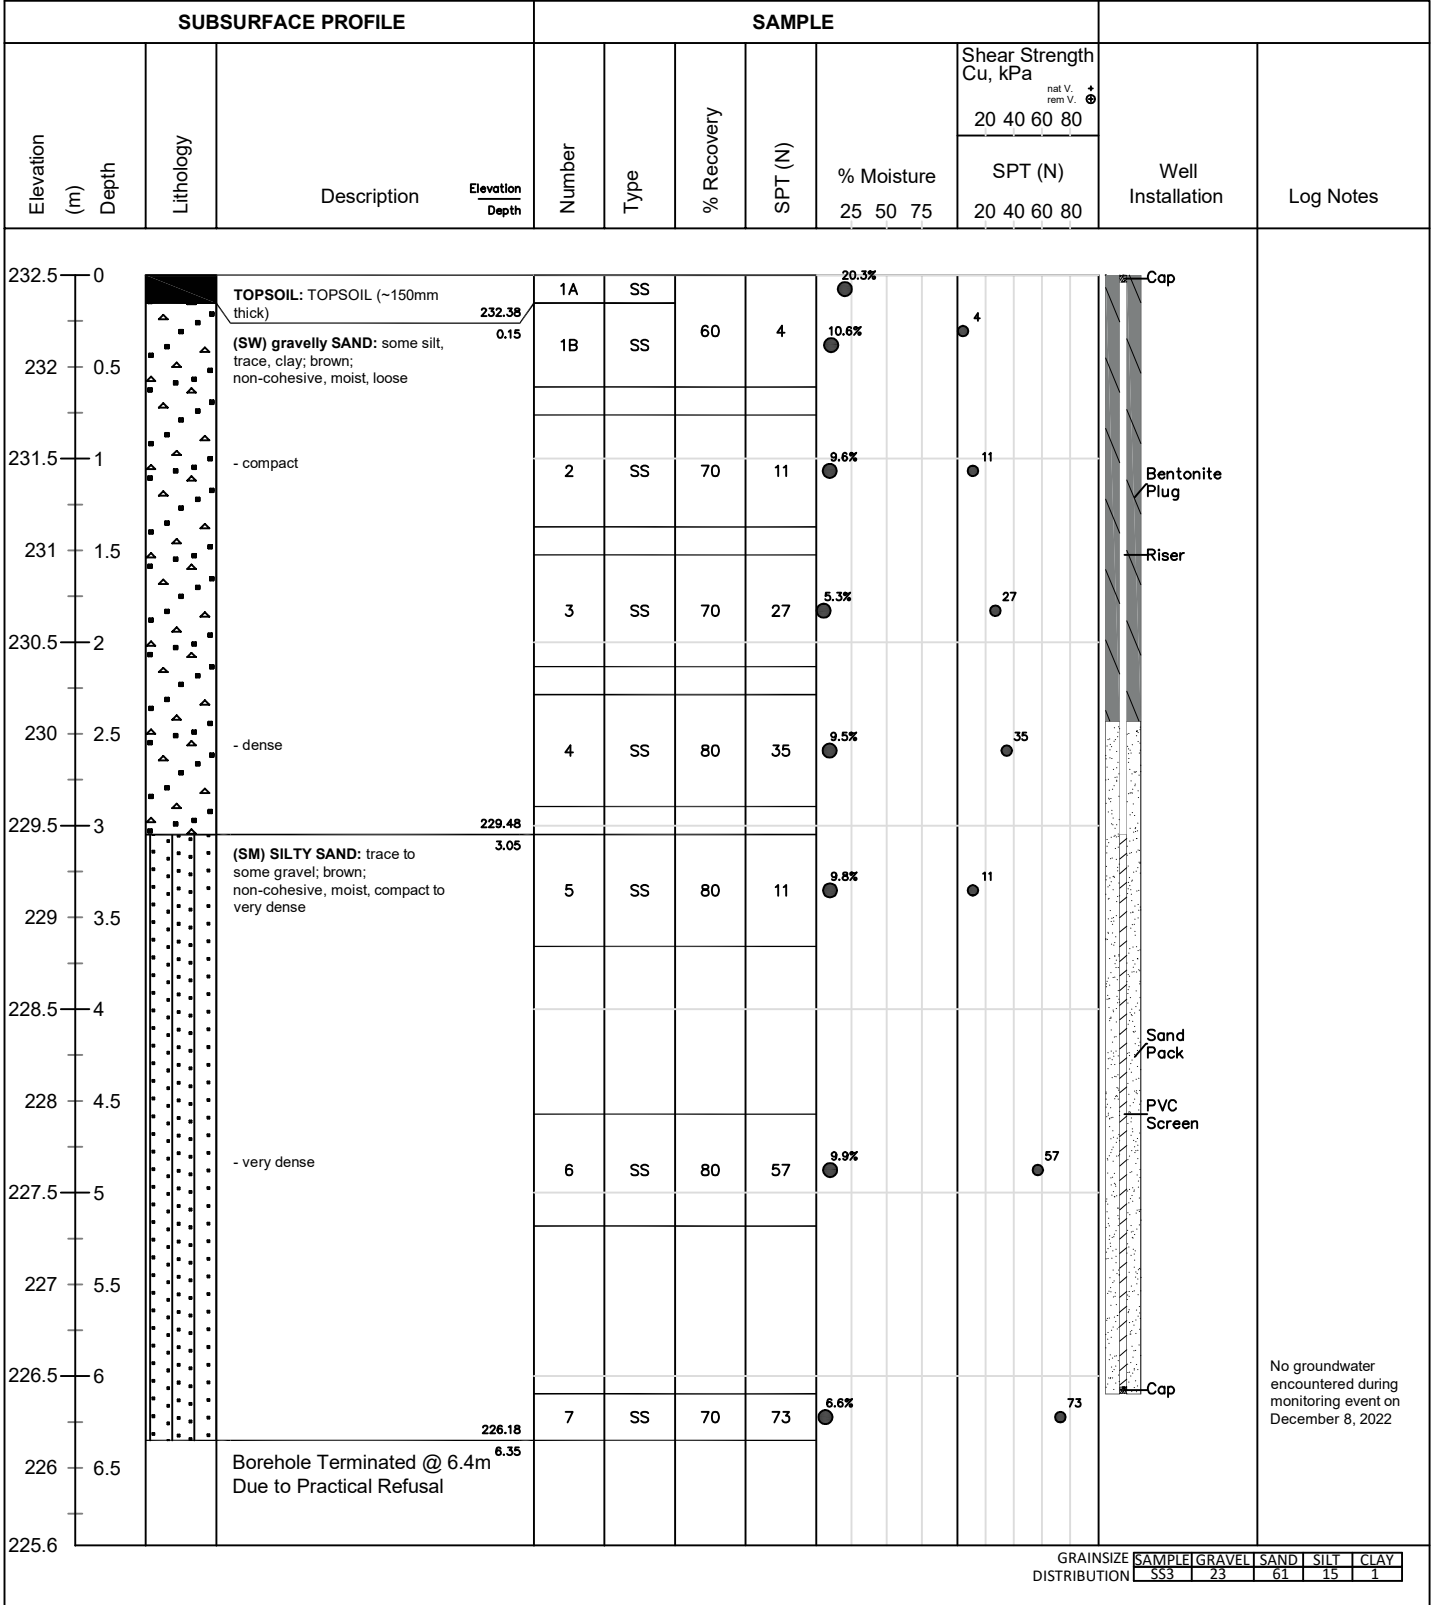 SUBSURFACE PROFILE
SAMPLE
Elevation
(m)
Depth
Lithology
Description
Elevation
Depth
Number
Type
% Recovery
SPT (N)
% Moisture
25 50 75
Shear Strength
Cu, kPa
nat V. +
rem V. ⊕
20 40 60 80
SPT (N)
20 40 60 80
Well
Installation
Log Notes
232.5 0
232 0.5
231.5 1
231 1.5
230.5 2
230 2.5
229.5 3
229 3.5
228.5 4
228 4.5
227.5 5
227 5.5
226.5 6
226 6.5
225.6
TOPSOIL: TOPSOIL (~150mm
thick)
232.38
0.15
(SW) gravelly SAND: some silt,
trace, clay; brown;
non-cohesive, moist, loose
- compact
- dense
229.48
3.05
(SM) SILTY SAND: trace to
some gravel; brown;
non-cohesive, moist, compact to
very dense
- very dense
226.18
6.35
Borehole Terminated @ 6.4m
Due to Practical Refusal
1A SS 20.3%
1B SS 60 4 10.6% 4
2 SS 70 11 9.6% 11
3 SS 70 27 5.3% 27
4 SS 80 35 9.5% 35
5 SS 80 11 9.8% 11
6 SS 80 57 9.9% 57
7 SS 70 73 6.6% 73
Cap
Bentonite
Plug
Riser
Sand
Pack
PVC
Screen
Cap
No groundwater
encountered during
monitoring event on
December 8, 2022
GRAINSIZE
DISTRIBUTION
SAMPLE GRAVEL SAND SILT CLAY
SS3 23 61 15 1